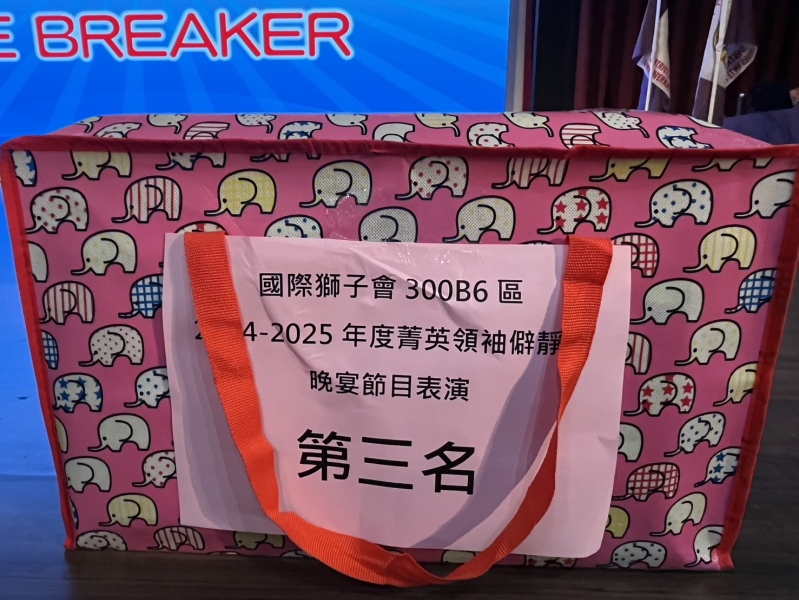 E BREAKER
國際獅子會 300B6 區
2 4-2025 年度菁英領袖僻靜
晚宴節目表演
第三名